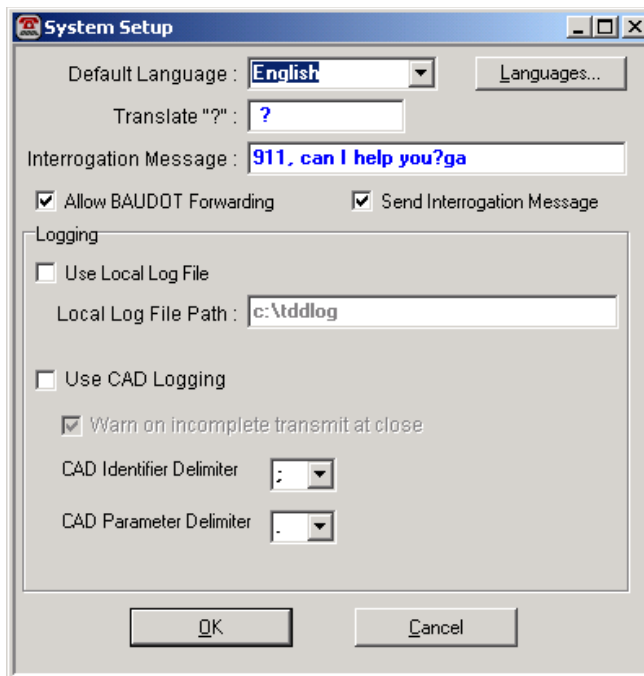 System Setup
Default Language : English Languages...
Translate "?" : ?
Interrogation Message : 911, can I help you?ga
Allow BAUDOT Forwarding Send Interrogation Message
Logging
Use Local Log File
Local Log File Path : c:\tddlog
Use CAD Logging
Warn on incomplete transmit at close
CAD Identifier Delimiter ;
CAD Parameter Delimiter .
OK Cancel